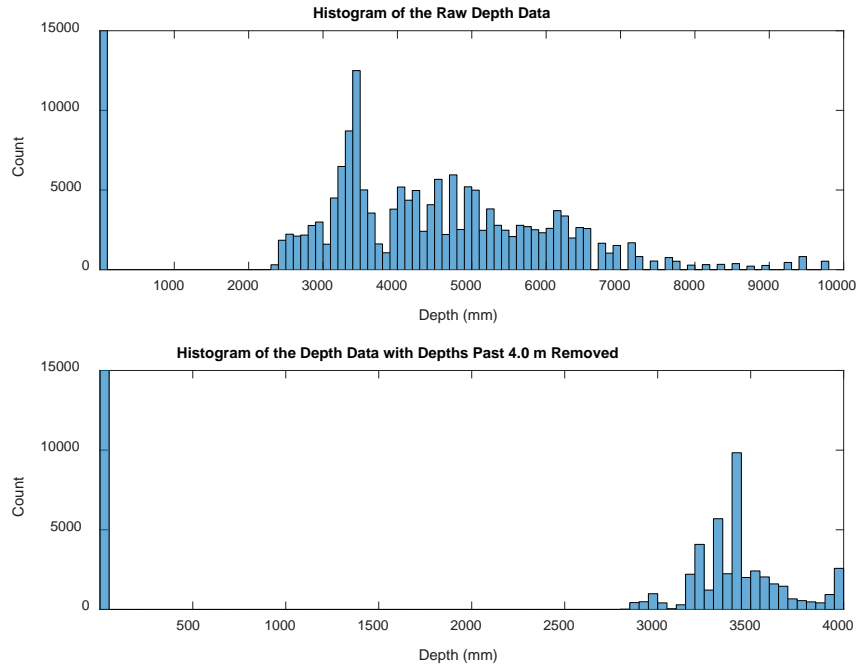 Histogram of the Raw Depth Data
15000
10000
5000
0
Count
1000 2000 3000 4000 5000 6000 7000 8000 9000 10000
Depth (mm)
Histogram of the Depth Data with Depths Past 4.0 m Removed
15000
10000
5000
0
Count
500 1000 1500 2000 2500 3000 3500 4000
Depth (mm)